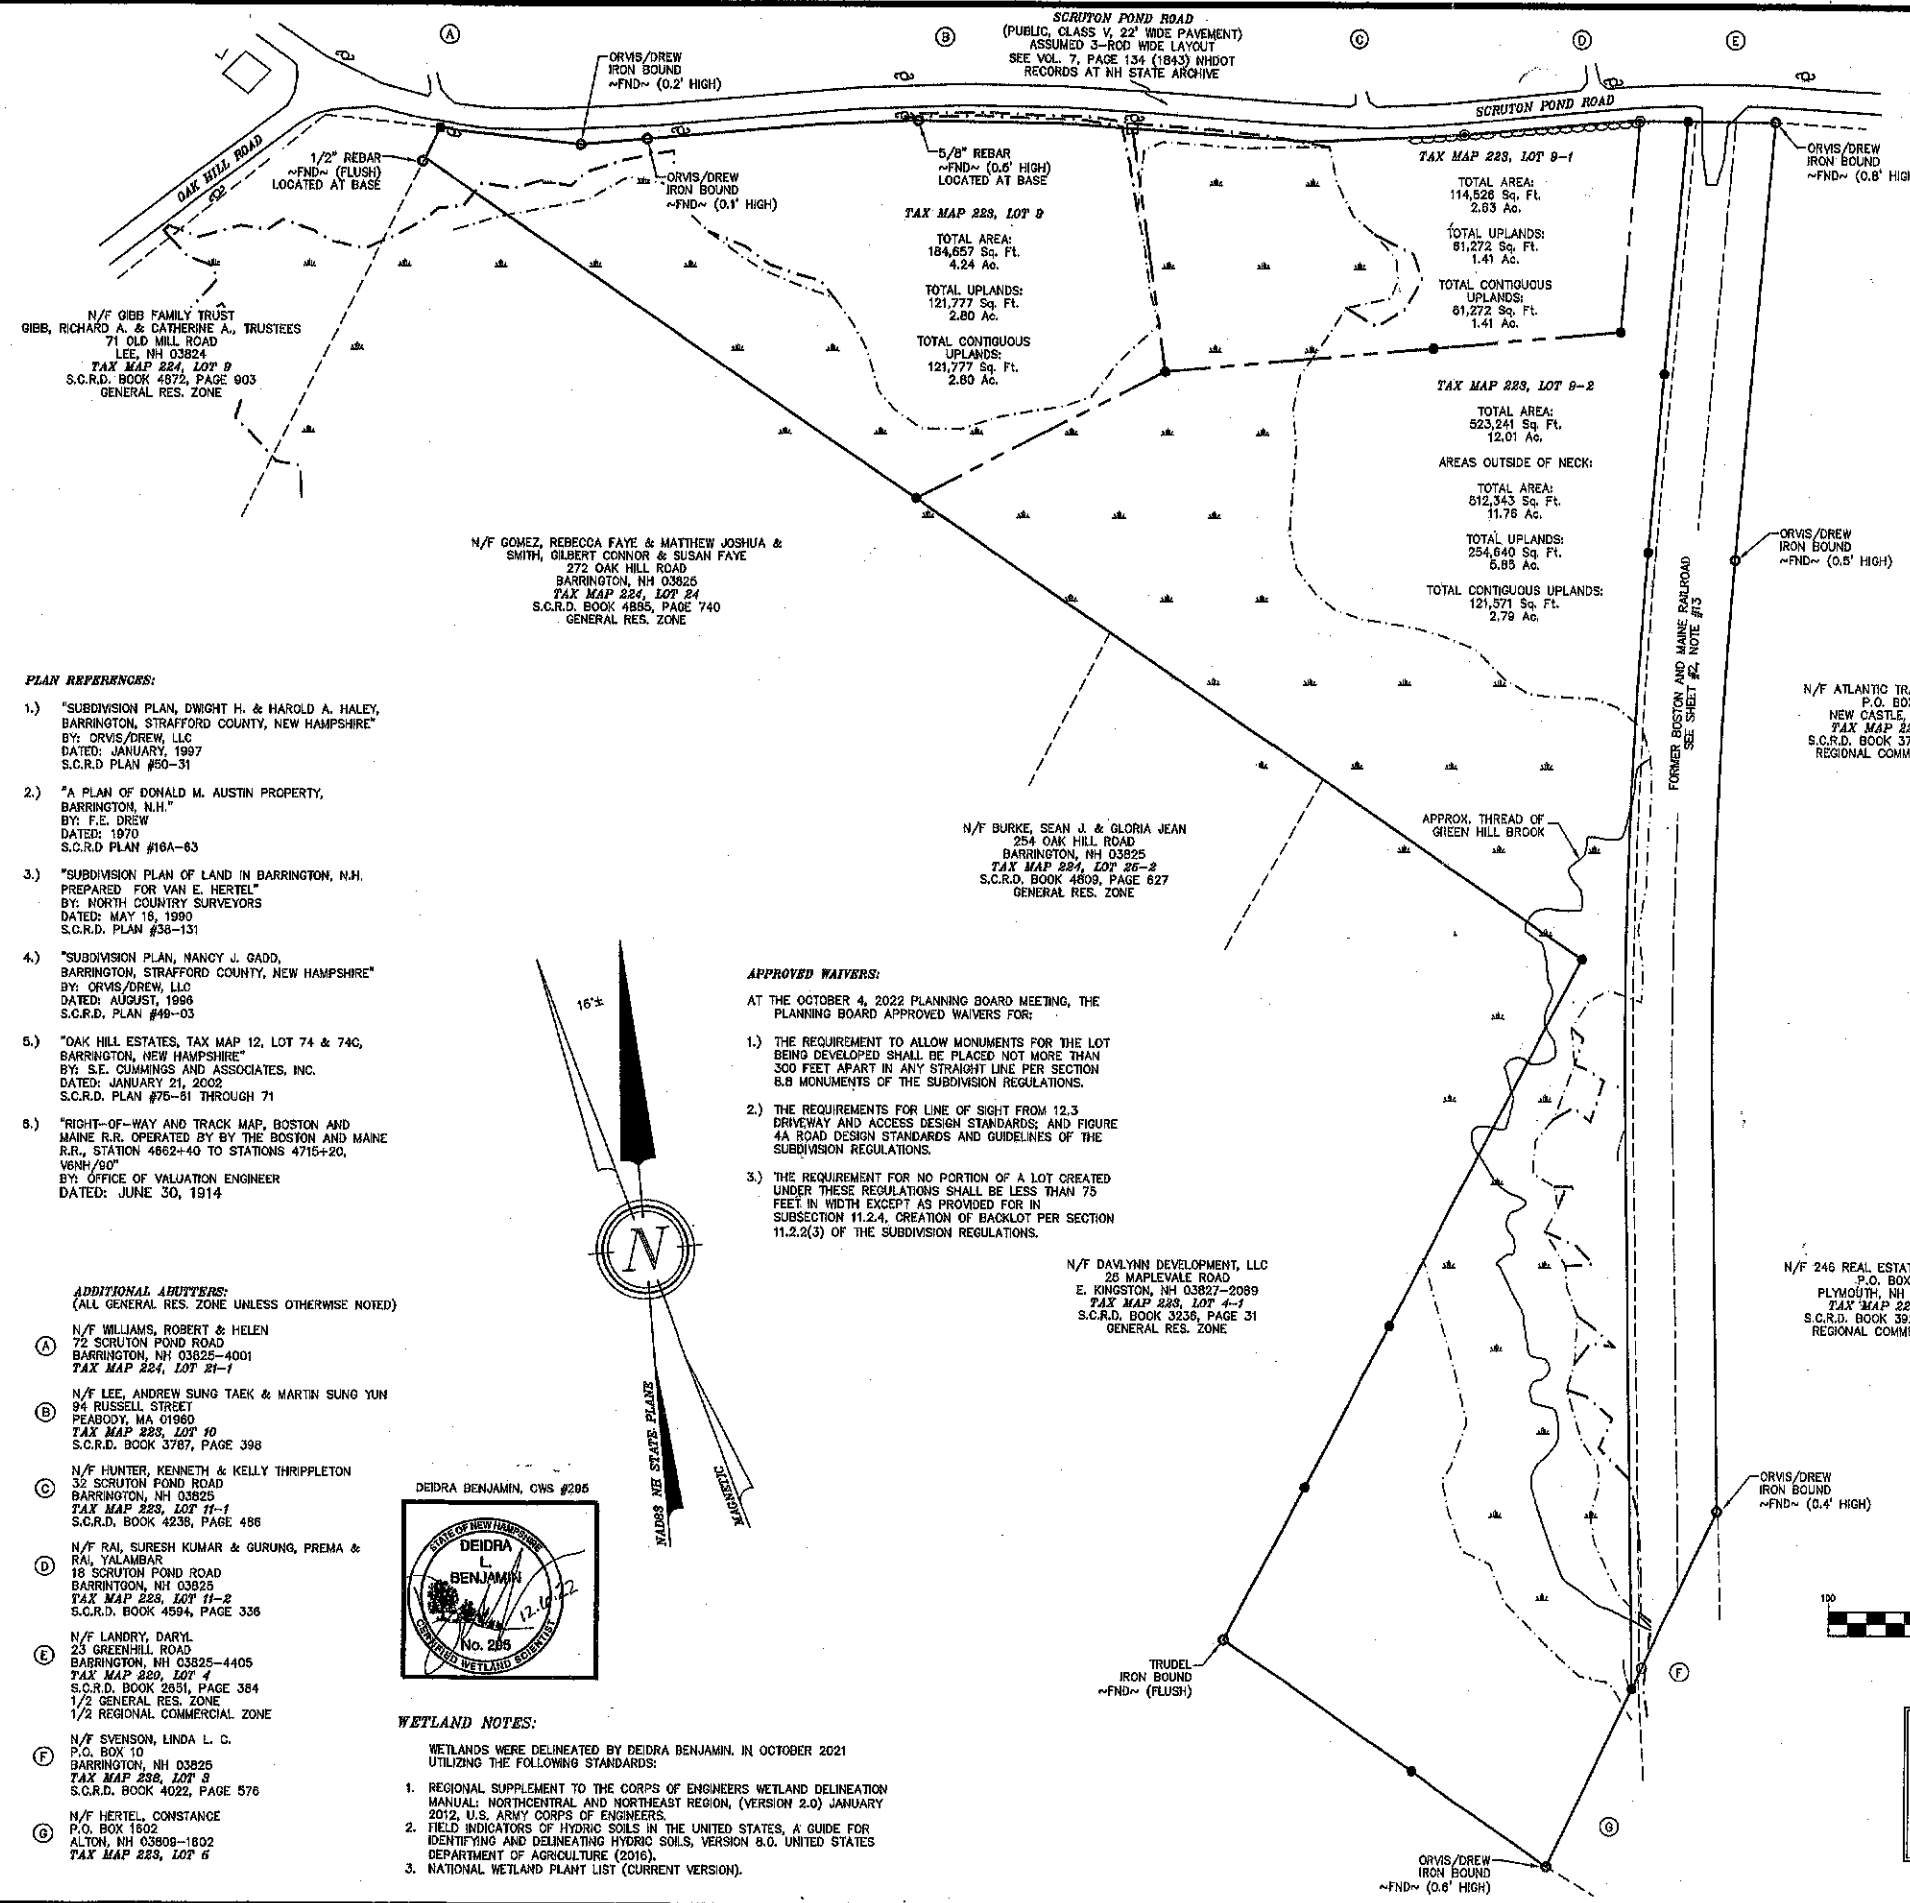 SCRUTON POND ROAD
(PUBLIC, CLASS V, 22' WIDE PAVEMENT)
ASSUMED 3-ROD WIDE LAYOUT
SEE VOL. 7, PAGE 134 (1843) NHDOT
RECORDS AT NH STATE ARCHIVE
A
B
C
D
E
ORVIS/DREW
IRON BOUND
~FND~ (0.2' HIGH)
SCRUTON POND ROAD
OAK HILL ROAD
1/2" REBAR
~FND~ (FLUSH)
LOCATED AT BASE
ORVIS/DREW
IRON BOUND
~FND~ (0.1' HIGH)
5/8" REBAR
~FND~ (0.6' HIGH)
LOCATED AT BASE
ORVIS/DREW
IRON BOUND
~FND~ (0.8' HIGH
TAX MAP 223, LOT 9
TOTAL AREA:
184,657 Sq. Ft.
4.24 Ac.
TOTAL UPLANDS:
121,777 Sq. Ft.
2.80 Ac.
TOTAL CONTIGUOUS
UPLANDS:
121,777 Sq. Ft.
2.80 Ac.
TAX MAP 223, LOT 9-1
TOTAL AREA:
114,526 Sq. Ft.
2.63 Ac.
TOTAL UPLANDS:
61,272 Sq. Ft.
1.41 Ac.
TOTAL CONTIGUOUS
UPLANDS:
61,272 Sq. Ft.
1.41 Ac.
TAX MAP 223, LOT 9-2
TOTAL AREA:
523,241 Sq. Ft.
12.01 Ac.
AREAS OUTSIDE OF NECK:
TOTAL AREA:
512,343 Sq. Ft.
11.76 Ac.
TOTAL UPLANDS:
254,640 Sq. Ft.
5.85 Ac.
TOTAL CONTIGUOUS UPLANDS:
121,571 Sq. Ft.
2.79 Ac.
N/F GIBB FAMILY TRUST
GIBB, RICHARD A. & CATHERINE A., TRUSTEES
71 OLD MILL ROAD
LEE, NH 03824
TAX MAP 224, LOT 9
S.C.R.D. BOOK 4872, PAGE 903
GENERAL RES. ZONE
N/F GOMEZ, REBECCA FAYE & MATTHEW JOSHUA &
SMITH, GILBERT CONNOR & SUSAN FAYE
272 OAK HILL ROAD
BARRINGTON, NH 03825
TAX MAP 224, LOT 24
S.C.R.D. BOOK 4885, PAGE 740
GENERAL RES. ZONE
ORVIS/DREW
IRON BOUND
~FND~ (0.5' HIGH)
FORMER BOSTON AND MAINE RAILROAD
SEE SHEET #2, NOTE #13
N/F ATLANTIC TR
P.O. BO
NEW CASTLE,
TAX MAP 22
S.C.R.D. BOOK 37
REGIONAL COMM
PLAN REFERENCES:
1.) "SUBDIVISION PLAN, DWIGHT H. & HAROLD A. HALEY,
BARRINGTON, STRAFFORD COUNTY, NEW HAMPSHIRE"
BY: ORVIS/DREW, LLC
DATED: JANUARY, 1997
S.C.R.D PLAN #50-31
2.) "A PLAN OF DONALD M. AUSTIN PROPERTY,
BARRINGTON, N.H."
BY: F.E. DREW
DATED: 1970
S.C.R.D PLAN #16A-63
3.) "SUBDIVISION PLAN OF LAND IN BARRINGTON, N.H.
PREPARED FOR VAN E. HERTEL"
BY: NORTH COUNTRY SURVEYORS
DATED: MAY 16, 1990
S.C.R.D. PLAN #38-131
4.) "SUBDIVISION PLAN, NANCY J. GADD,
BARRINGTON, STRAFFORD COUNTY, NEW HAMPSHIRE"
BY: ORVIS/DREW, LLC
DATED: AUGUST, 1996
S.C.R.D. PLAN #49-03
5.) "OAK HILL ESTATES, TAX MAP 12, LOT 74 & 74C,
BARRINGTON, NEW HAMPSHIRE"
BY: S.E. CUMMINGS AND ASSOCIATES, INC.
DATED: JANUARY 21, 2002
S.C.R.D. PLAN #75-61 THROUGH 71
6.) "RIGHT-OF-WAY AND TRACK MAP, BOSTON AND
MAINE R.R. OPERATED BY BY THE BOSTON AND MAINE
R.R., STATION 4662+40 TO STATIONS 4715+20,
V6NH/90"
BY: OFFICE OF VALUATION ENGINEER
DATED: JUNE 30, 1914
APPROX. THREAD OF
GREEN HILL BROOK
N/F BURKE, SEAN J. & GLORIA JEAN
254 OAK HILL ROAD
BARRINGTON, NH 03825
TAX MAP 224, LOT 25-2
S.C.R.D. BOOK 4809, PAGE 627
GENERAL RES. ZONE
16°±
N
NAD83 NH STATE PLANE
MAGNETIC
APPROVED WAIVERS:
AT THE OCTOBER 4, 2022 PLANNING BOARD MEETING, THE
PLANNING BOARD APPROVED WAIVERS FOR:
1.) THE REQUIREMENT TO ALLOW MONUMENTS FOR THE LOT
BEING DEVELOPED SHALL BE PLACED NOT MORE THAN
300 FEET APART IN ANY STRAIGHT LINE PER SECTION
8.8 MONUMENTS OF THE SUBDIVISION REGULATIONS.
2.) THE REQUIREMENTS FOR LINE OF SIGHT FROM 12.3
DRIVEWAY AND ACCESS DESIGN STANDARDS; AND FIGURE
4A ROAD DESIGN STANDARDS AND GUIDELINES OF THE
SUBDIVISION REGULATIONS.
3.) THE REQUIREMENT FOR NO PORTION OF A LOT CREATED
UNDER THESE REGULATIONS SHALL BE LESS THAN 75
FEET IN WIDTH EXCEPT AS PROVIDED FOR IN
SUBSECTION 11.2.4, CREATION OF BACKLOT PER SECTION
11.2.2(3) OF THE SUBDIVISION REGULATIONS.
N/F DAVLYNN DEVELOPMENT, LLC
25 MAPLEVALE ROAD
E. KINGSTON, NH 03827-2089
TAX MAP 223, LOT 4-1
S.C.R.D. BOOK 3236, PAGE 31
GENERAL RES. ZONE
N/F 246 REAL ESTAT
P.O. BOX
PLYMOUTH, NH
TAX MAP 22
S.C.R.D. BOOK 39
REGIONAL COMM
ADDITIONAL ABUTTERS:
(ALL GENERAL RES. ZONE UNLESS OTHERWISE NOTED)
A
N/F WILLIAMS, ROBERT & HELEN
72 SCRUTON POND ROAD
BARRINGTON, NH 03825-4001
TAX MAP 224, LOT 21-1
B
N/F LEE, ANDREW SUNG TAEK & MARTIN SUNG YUN
94 RUSSELL STREET
PEABODY, MA 01960
TAX MAP 223, LOT 10
S.C.R.D. BOOK 3787, PAGE 398
C
N/F HUNTER, KENNETH & KELLY THRIPPLETON
32 SCRUTON POND ROAD
BARRINGTON, NH 03825
TAX MAP 223, LOT 11-1
S.C.R.D. BOOK 4238, PAGE 486
D
N/F RAI, SURESH KUMAR & GURUNG, PREMA &
RAI, YALAMBAR
18 SCRUTON POND ROAD
BARRINTGON, NH 03825
TAX MAP 223, LOT 11-2
S.C.R.D. BOOK 4594, PAGE 336
E
N/F LANDRY, DARYL
23 GREENHILL ROAD
BARRINGTON, NH 03825-4405
TAX MAP 220, LOT 4
S.C.R.D. BOOK 2651, PAGE 384
1/2 GENERAL RES. ZONE
1/2 REGIONAL COMMERCIAL ZONE
F
N/F SVENSON, LINDA L. C.
P.O. BOX 10
BARRINGTON, NH 03825
TAX MAP 238, LOT 3
S.C.R.D. BOOK 4022, PAGE 576
G
N/F HERTEL, CONSTANCE
P.O. BOX 1602
ALTON, NH 03809-1602
TAX MAP 223, LOT 6
DEIDRA BENJAMIN, CWS #295
STATE OF NEW HAMPSHIRE
DEIDRA
L.
BENJAMIN
No. 295
CERTIFIED WETLAND SCIENTIST
WETLAND NOTES:
WETLANDS WERE DELINEATED BY DEIDRA BENJAMIN. IN OCTOBER 2021
UTILIZING THE FOLLOWING STANDARDS:
1. REGIONAL SUPPLEMENT TO THE CORPS OF ENGINEERS WETLAND DELINEATION
MANUAL: NORTHCENTRAL AND NORTHEAST REGION, (VERSION 2.0) JANUARY
2012, U.S. ARMY CORPS OF ENGINEERS.
2. FIELD INDICATORS OF HYDRIC SOILS IN THE UNITED STATES, A GUIDE FOR
IDENTIFYING AND DELINEATING HYDRIC SOILS, VERSION 8.0. UNITED STATES
DEPARTMENT OF AGRICULTURE (2016).
3. NATIONAL WETLAND PLANT LIST (CURRENT VERSION).
ORVIS/DREW
IRON BOUND
~FND~ (0.4' HIGH)
100
TRUDEL
IRON BOUND
~FND~ (FLUSH)
F
G
ORVIS/DREW
IRON BOUND
~FND~ (0.6' HIGH)